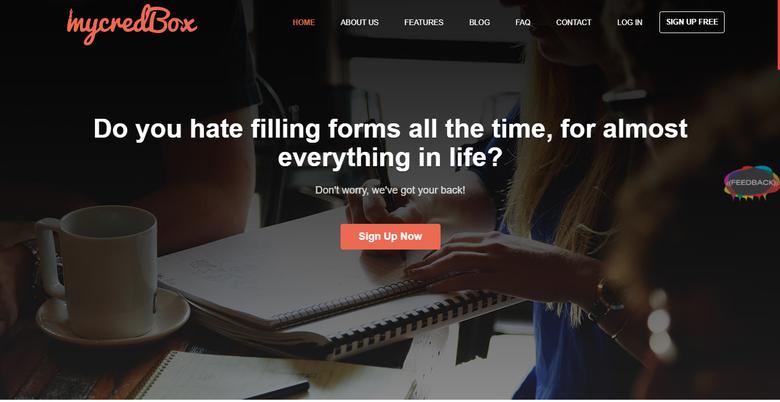 mycredBox
HOME ABOUT US FEATURES BLOG FAQ CONTACT LOG IN SIGN UP FREE
Do you hate filling forms all the time, for almost
everything in life?
Don't worry, we've got your back!
{FEEDBACK}
Sign Up Now